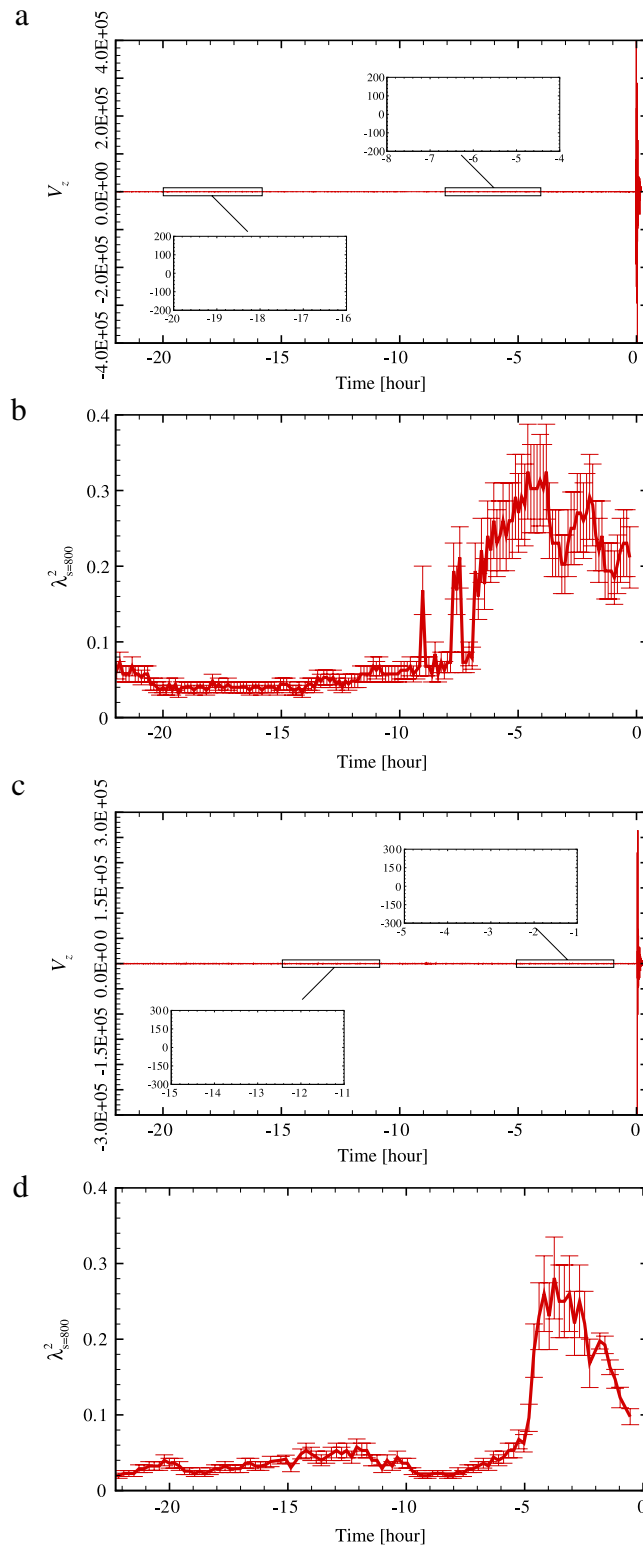 a
4.0E+05
2.0E+05
0.0E+00
-2.0E+05
-4.0E+05
V_z
200
100
0
-100
-200
-8 -7 -6 -5 -4
200
100
0
-100
-200
-20 -19 -18 -17 -16
-20 -15 -10 -5 0
Time [hour]
b
0.4
0.3
0.2
0.1
0
λ²s=800
-20 -15 -10 -5 0
Time [hour]
c
3.0E+05
1.5E+05
0.0E+00
-1.5E+05
-3.0E+05
V_z
300
150
0
-150
-300
-5 -4 -3 -2 -1
300
150
0
-150
-300
-15 -14 -13 -12 -11
-20 -15 -10 -5 0
Time [hour]
d
0.4
0.3
0.2
0.1
0
λ²s=800
-20 -15 -10 -5 0
Time [hour]